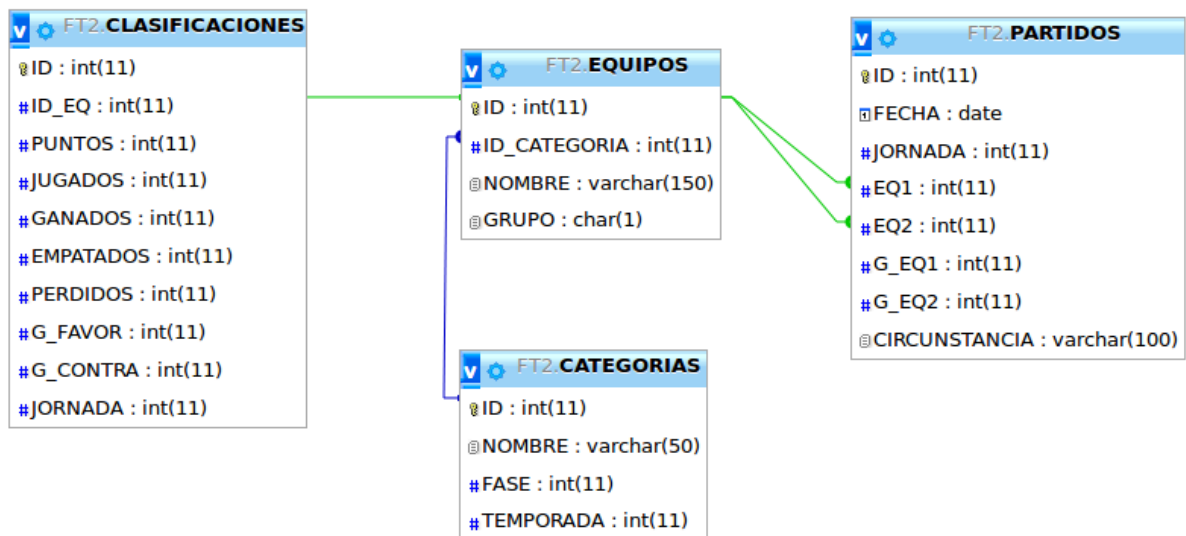 FT2.CLASIFICACIONES
ID : int(11)
ID_EQ : int(11)
PUNTOS : int(11)
JUGADOS : int(11)
GANADOS : int(11)
EMPATADOS : int(11)
PERDIDOS : int(11)
G_FAVOR : int(11)
G_CONTRA : int(11)
JORNADA : int(11)
FT2.EQUIPOS
ID : int(11)
ID_CATEGORIA : int(11)
NOMBRE : varchar(150)
GRUPO : char(1)
FT2.CATEGORIAS
ID : int(11)
NOMBRE : varchar(50)
FASE : int(11)
TEMPORADA : int(11)
FT2.PARTIDOS
ID : int(11)
FECHA : date
JORNADA : int(11)
EQ1 : int(11)
EQ2 : int(11)
G_EQ1 : int(11)
G_EQ2 : int(11)
CIRCUNSTANCIA : varchar(100)